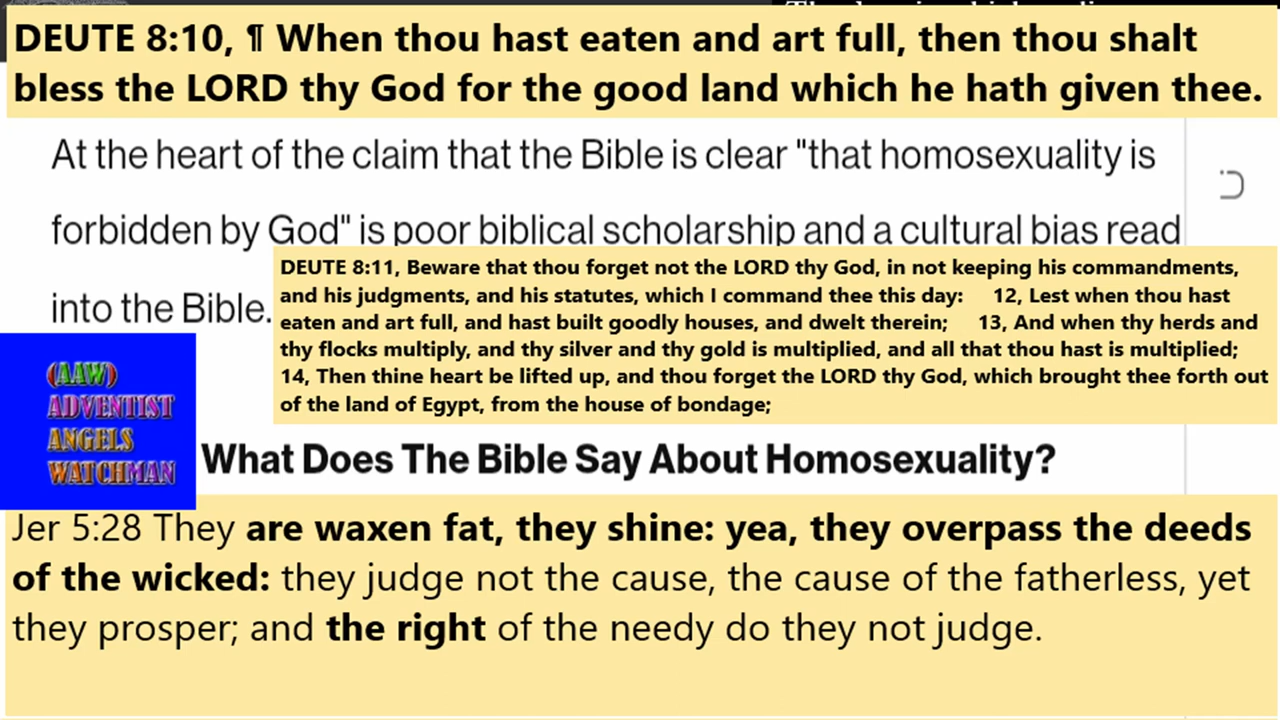 DEUTE 8:10, ¶ When thou hast eaten and art full, then thou shalt
bless the LORD thy God for the good land which he hath given thee.
At the heart of the claim that the Bible is clear "that homosexuality is
forbidden by God" is poor biblical scholarship and a cultural bias read
into the Bible.
DEUTE 8:11, Beware that thou forget not the LORD thy God, in not keeping his commandments,
and his judgments, and his statutes, which I command thee this day: 12, Lest when thou hast
eaten and art full, and hast built goodly houses, and dwelt therein; 13, And when thy herds and
thy flocks multiply, and thy silver and thy gold is multiplied, and all that thou hast is multiplied;
14, Then thine heart be lifted up, and thou forget the LORD thy God, which brought thee forth out
of the land of Egypt, from the house of bondage;
(AAW)
ADVENTIST
ANGELS
WATCHMAN
What Does The Bible Say About Homosexuality?
Jer 5:28 They are waxen fat, they shine: yea, they overpass the deeds
of the wicked: they judge not the cause, the cause of the fatherless, yet
they prosper; and the right of the needy do they not judge.